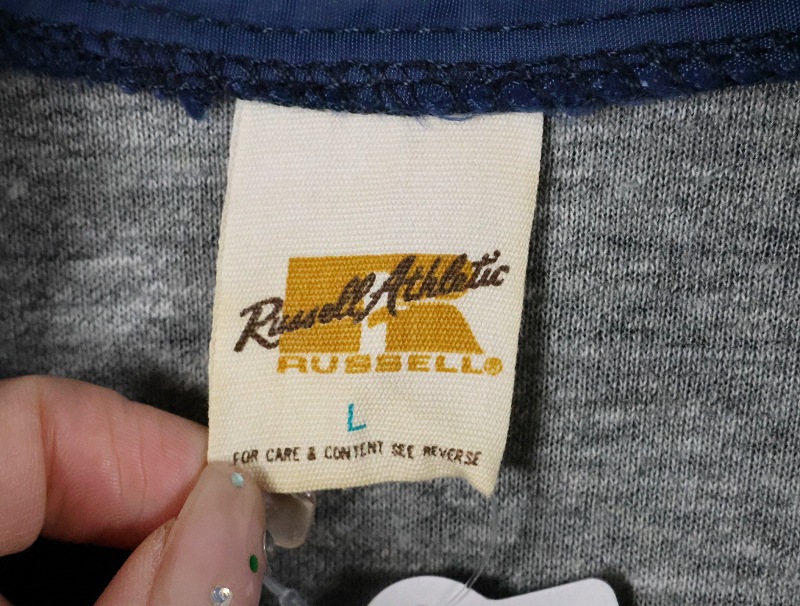 Russell Athletic
R
RUSSELL®
L
FOR CARE & CONTENT SEE REVERSE